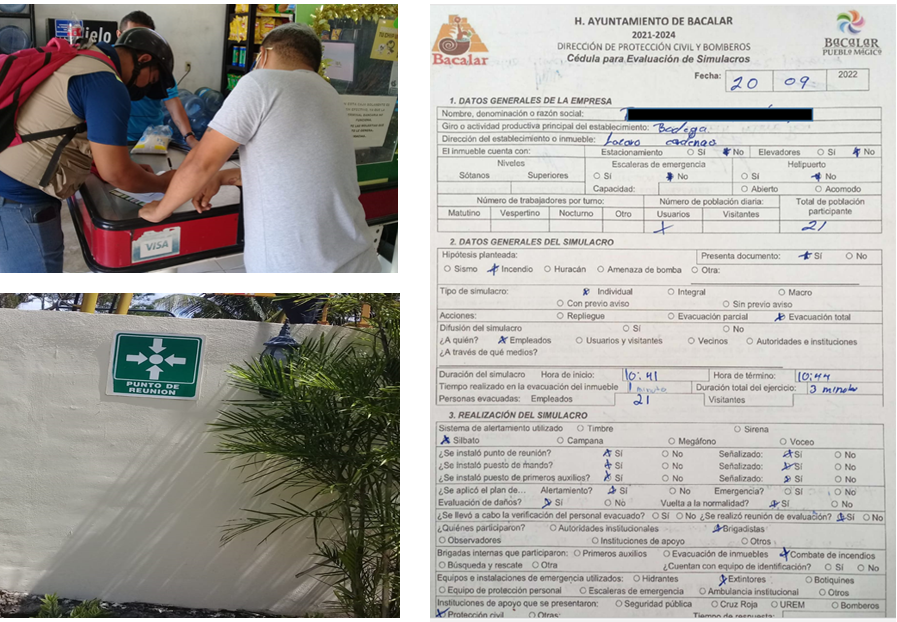 ielo
VISA
PUNTO DE
REUNION
H. AYUNTAMIENTO DE BACALAR
2021-2024
DIRECCIÓN DE PROTECCIÓN CIVIL Y BOMBEROS
Cédula para Evaluación de Simulacros
Bacalar
BACALAR
PUEBLO MÁGICO
Fecha: 20 09 2022
1. DATOS GENERALES DE LA EMPRESA
Nombre, denominación o razón social:
Giro o actividad productiva principal del establecimiento: Bodega
Dirección del establecimiento o inmueble: Lazaro cardenas
El inmueble cuenta con: Estacionamiento Sí No Elevadores Sí No
Niveles Escaleras de emergencia Helipuerto
Sótanos Superiores Sí No Sí No
Capacidad: Abierto Acomodo
Número de trabajadores por turno: Número de población diaria: Total de población
Matutino Vespertino Nocturno Otro Usuarios Visitantes participante
21
2. DATOS GENERALES DEL SIMULACRO
Hipótesis planteada: Presenta documento: Sí No
Sismo Incendio Huracán Amenaza de bomba Otra:
Tipo de simulacro: Individual Integral Macro
Con previo aviso Sin previo aviso
Acciones: Repliegue Evacuación parcial Evacuación total
Difusión del simulacro Sí No
¿A quién? Empleados Usuarios y visitantes Vecinos Autoridades e instituciones
¿A través de qué medios?
Duración del simulacro Hora de inicio: 10:41 Hora de término: 10:44
Tiempo realizado en la evacuación del inmueble 1 minuto Duración total del ejercicio: 3 minutos
Personas evacuadas: Empleados 21 Visitantes
3. REALIZACIÓN DEL SIMULACRO
Sistema de alertamiento utilizado Timbre Sirena
Silbato Campana Megáfono Voceo
¿Se instaló punto de reunión? Sí No Señalizado: Sí No
¿Se instaló puesto de mando? Sí No Señalizado: Sí No
¿Se instaló puesto de primeros auxilios? Sí No Señalizado: Sí No
¿Se aplicó el plan de... Alertamiento? Sí No Emergencia? Sí No
Evaluación de daños? Sí No Vuelta a la normalidad? Sí No
¿Se llevó a cabo la verificación del personal evacuado? Sí No ¿Se realizó reunión de evaluación? Sí No
¿Quiénes participaron? Autoridades institucionales Brigadistas
Observadores Instituciones de apoyo Otros
Brigadas internas que participaron: Primeros auxilios Evacuación de inmuebles Combate de incendios
Búsqueda y rescate Otra ¿Cuentan con equipo de identificación? Sí No
Equipos e instalaciones de emergencia utilizados: Hidrantes Extintores Botiquines
Equipo de protección personal Escaleras de emergencia Ambulancia institucional Otros
Instituciones de apoyo que se presentaron: Seguridad pública Cruz Roja UREM Bomberos
Protección civil Otras: Tiempo de respuesta: